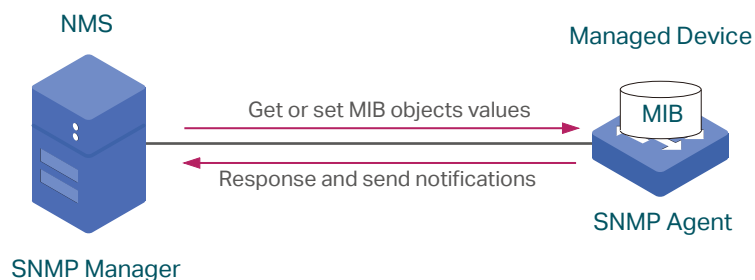 NMS
Managed Device
Get or set MIB objects values
MIB
Response and send notifications
SNMP Agent
SNMP Manager